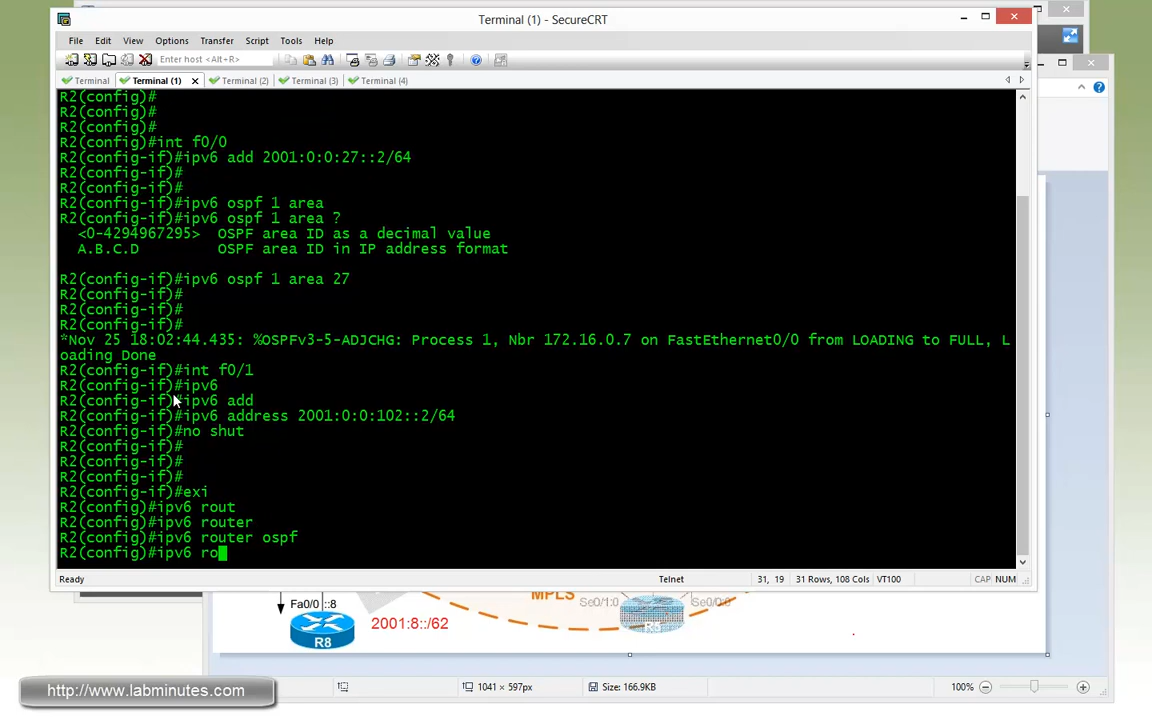 Terminal (1) - SecureCRT
File Edit View Options Transfer Script Tools Help
Enter host <Alt+R>
Terminal Terminal (1) Terminal (2) Terminal (3) Terminal (4)
R2(config)#
R2(config)#
R2(config)#
R2(config)#int f0/0
R2(config-if)#ipv6 add 2001:0:0:27::2/64
R2(config-if)#
R2(config-if)#
R2(config-if)#ipv6 ospf 1 area
R2(config-if)#ipv6 ospf 1 area ?
<0-4294967295> OSPF area ID as a decimal value
A.B.C.D OSPF area ID in IP address format
R2(config-if)#ipv6 ospf 1 area 27
R2(config-if)#
R2(config-if)#
R2(config-if)#
*Nov 25 18:02:44.435: %OSPFv3-5-ADJCHG: Process 1, Nbr 172.16.0.7 on FastEthernet0/0 from LOADING to FULL, L
oading Done
R2(config-if)#int f0/1
R2(config-if)#ipv6
R2(config-if)#ipv6 add
R2(config-if)#ipv6 address 2001:0:0:102::2/64
R2(config-if)#no shut
R2(config-if)#
R2(config-if)#
R2(config-if)#
R2(config-if)#exi
R2(config)#ipv6 rout
R2(config)#ipv6 router
R2(config)#ipv6 router ospf
R2(config)#ipv6 ro
Ready Telnet 31, 19 31 Rows, 108 Cols VT100 CAP NUM
MPLS
Fa0/0 ::8
Se0/1:0 Se0/0:0
R8
2001:8::/62
http://www.labminutes.com
1041 × 597px
Size: 166.9KB
100%